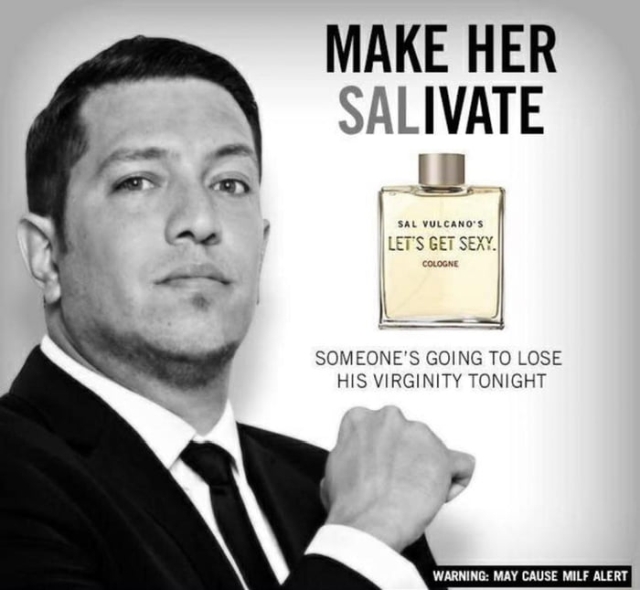 MAKE HER
SALIVATE
SAL VULCANO'S
LET'S GET SEXY.
COLOGNE
SOMEONE'S GOING TO LOSE
HIS VIRGINITY TONIGHT
WARNING: MAY CAUSE MILF ALERT